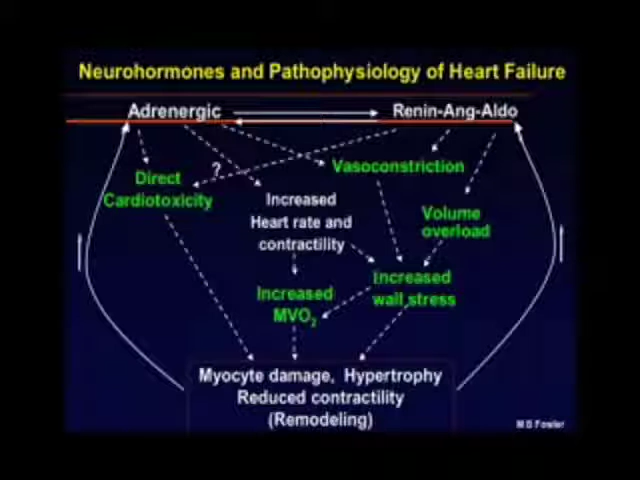 Neurohormones and Pathophysiology of Heart Failure
Adrenergic
Renin-Ang-Aldo
?
Vasoconstriction
Direct
Cardiotoxicity
Increased
Heart rate and
contractility
Volume
overload
Increased
MVO2
Increased
wall stress
Myocyte damage, Hypertrophy
Reduced contractility
(Remodeling)
M B Fowler